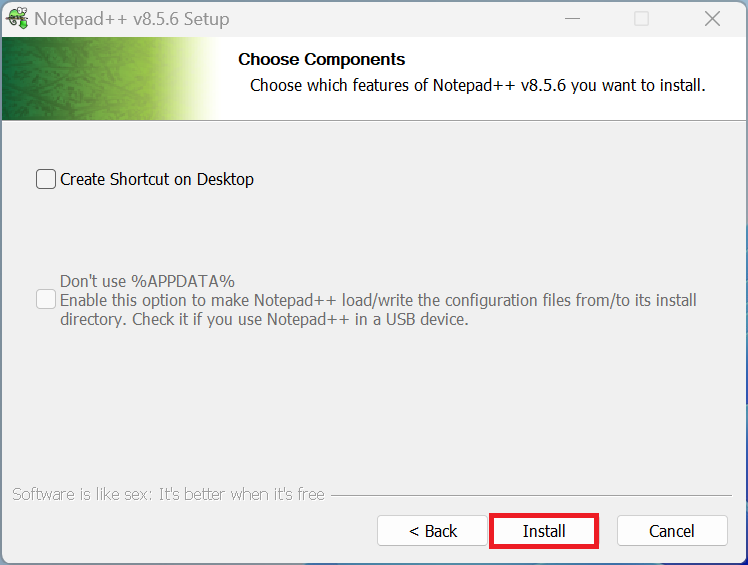 Notepad++ v8.5.6 Setup
Choose Components
Choose which features of Notepad++ v8.5.6 you want to install.
Create Shortcut on Desktop
Don't use %APPDATA%
Enable this option to make Notepad++ load/write the configuration files from/to its install
directory. Check it if you use Notepad++ in a USB device.
Software is like sex: It's better when it's free
< Back
Install
Cancel